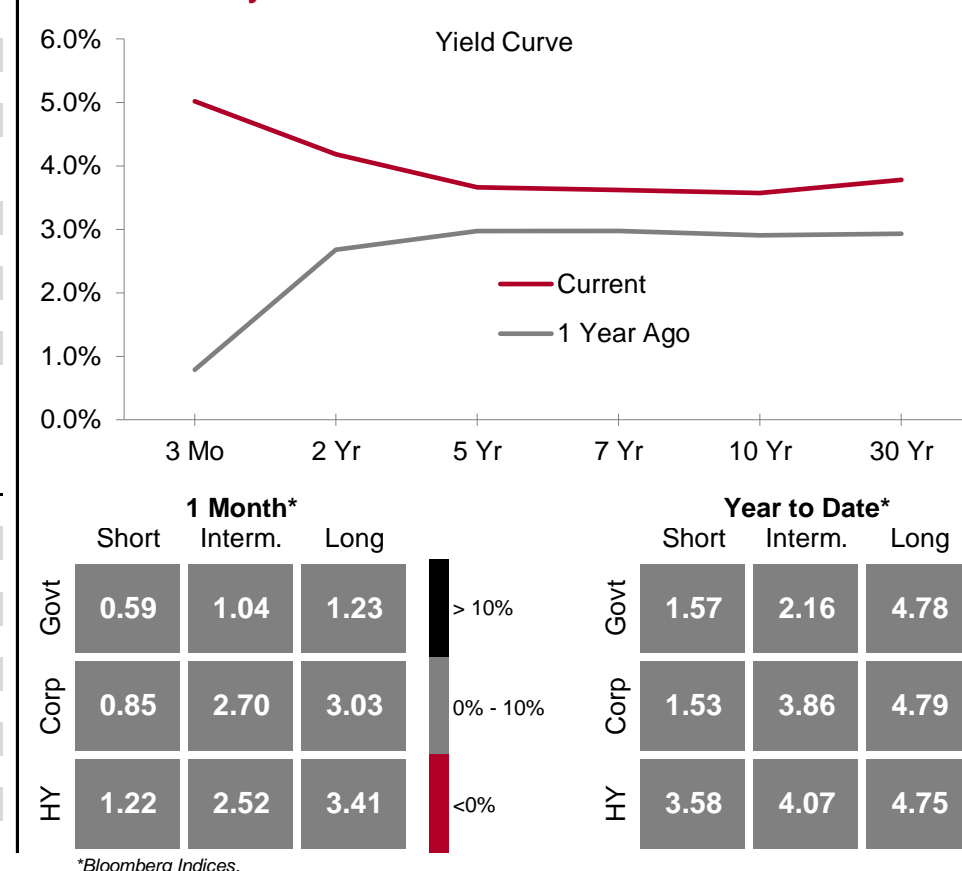 Yield Curve
6.0%
5.0%
4.0%
3.0%
2.0%
1.0%
0.0%
Current
1 Year Ago
3 Mo 2 Yr 5 Yr 7 Yr 10 Yr 30 Yr
1 Month*
Short Interm. Long
Govt 0.59 1.04 1.23
Corp 0.85 2.70 3.03
HY 1.22 2.52 3.41
> 10%
0% - 10%
<0%
Year to Date*
Short Interm. Long
Govt 1.57 2.16 4.78
Corp 1.53 3.86 4.79
HY 3.58 4.07 4.75
*Bloomberg Indices.